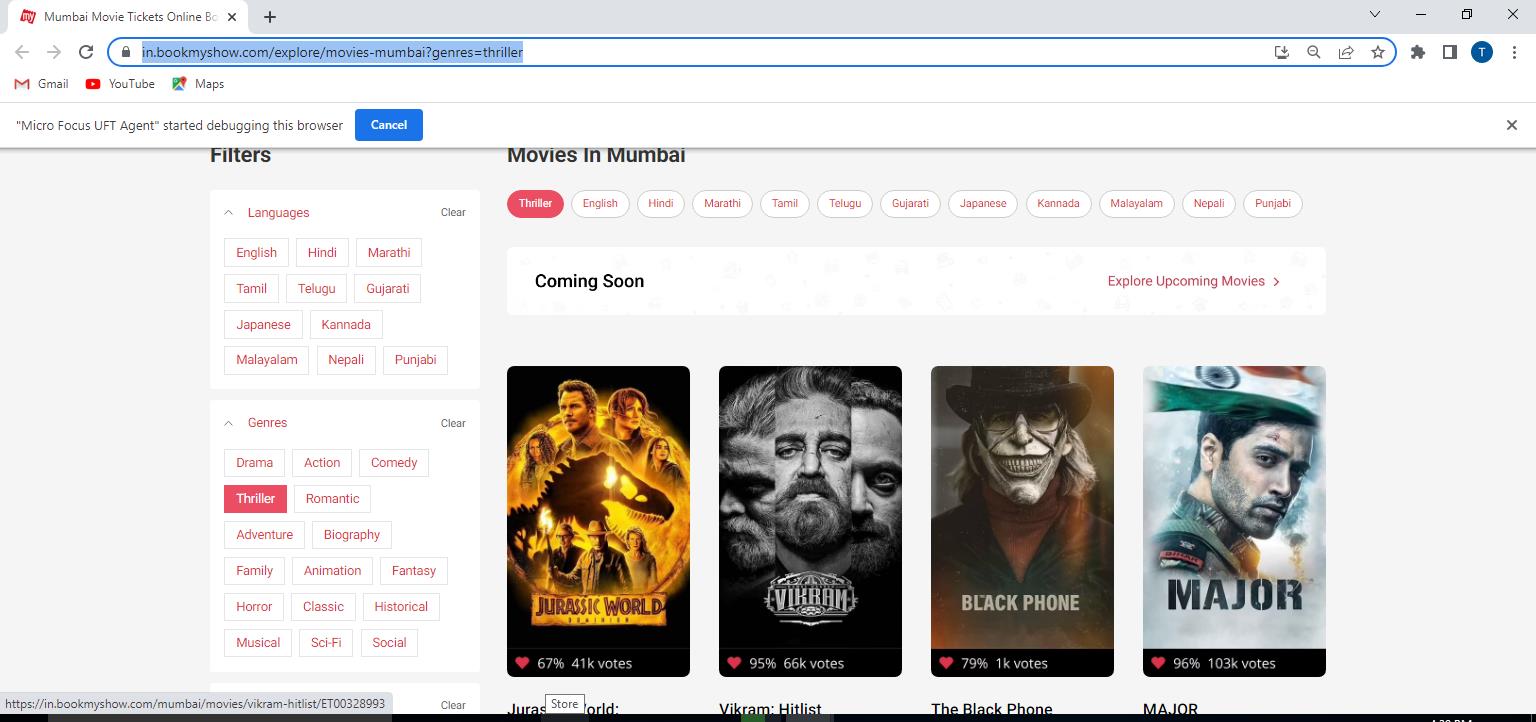 Mumbai Movie Tickets Online Bo
in.bookmyshow.com/explore/movies-mumbai?genres=thriller
T
Gmail
YouTube
Maps
"Micro Focus UFT Agent" started debugging this browser
Cancel
Filters
Movies In Mumbai
Thriller
English
Hindi
Marathi
Tamil
Telugu
Gujarati
Japanese
Kannada
Malayalam
Nepali
Punjabi
Languages
Clear
English
Hindi
Marathi
Tamil
Telugu
Gujarati
Japanese
Kannada
Malayalam
Nepali
Punjabi
Coming Soon
Explore Upcoming Movies
Genres
Clear
Drama
Action
Comedy
Thriller
Romantic
Adventure
Biography
Family
Animation
Fantasy
Horror
Classic
Historical
Musical
Sci-Fi
Social
Clear
JURASSIC WORLD
DOMINION
67% 41k votes
VIKRAM
95% 66k votes
BLACK PHONE
79% 1k votes
MAJOR
96% 103k votes
Jurassic World:
Vikram: Hitlist
The Black Phone
MAJOR
Store
https://in.bookmyshow.com/mumbai/movies/vikram-hitlist/ET00328993